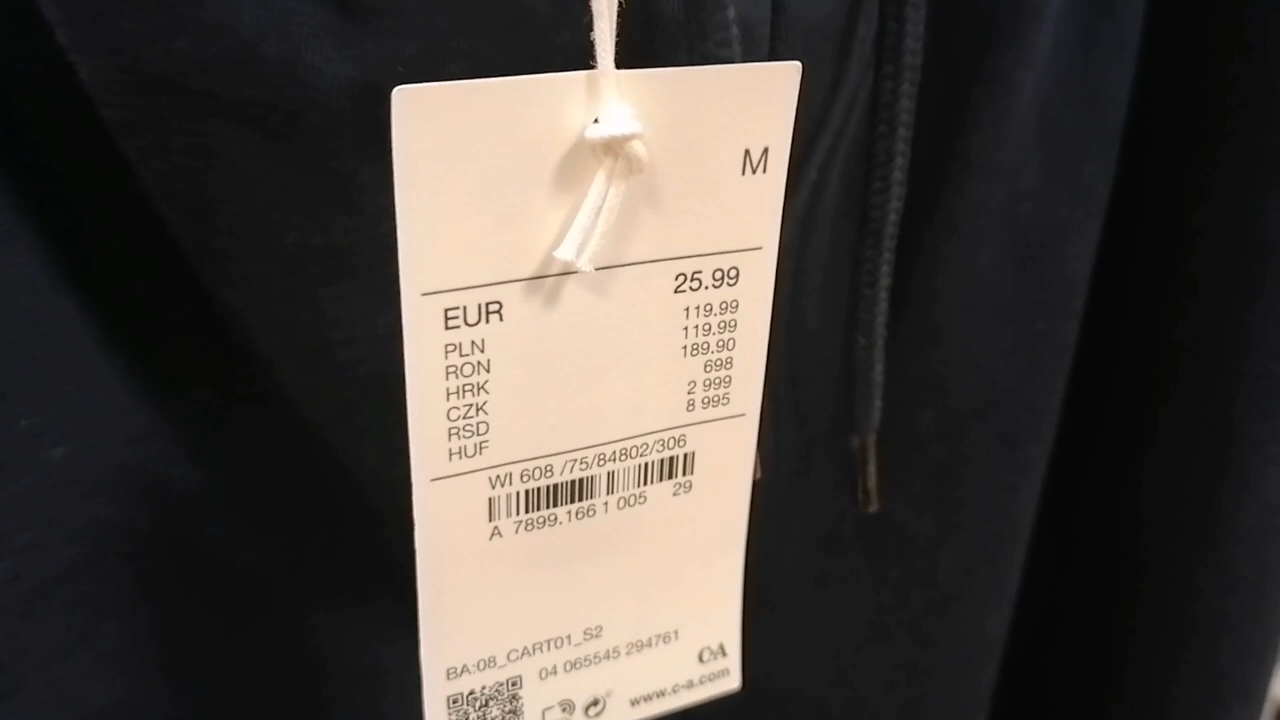 M
EUR 25.99
PLN 119.99
RON 119.99
HRK 189.90
CZK 698
RSD 2 999
HUF 8 995
WI 608 /75/84802/306
A 7899.166 1 005 29
BA:08_CART01_S2
04 065545 294761
C&A
www.c-a.com